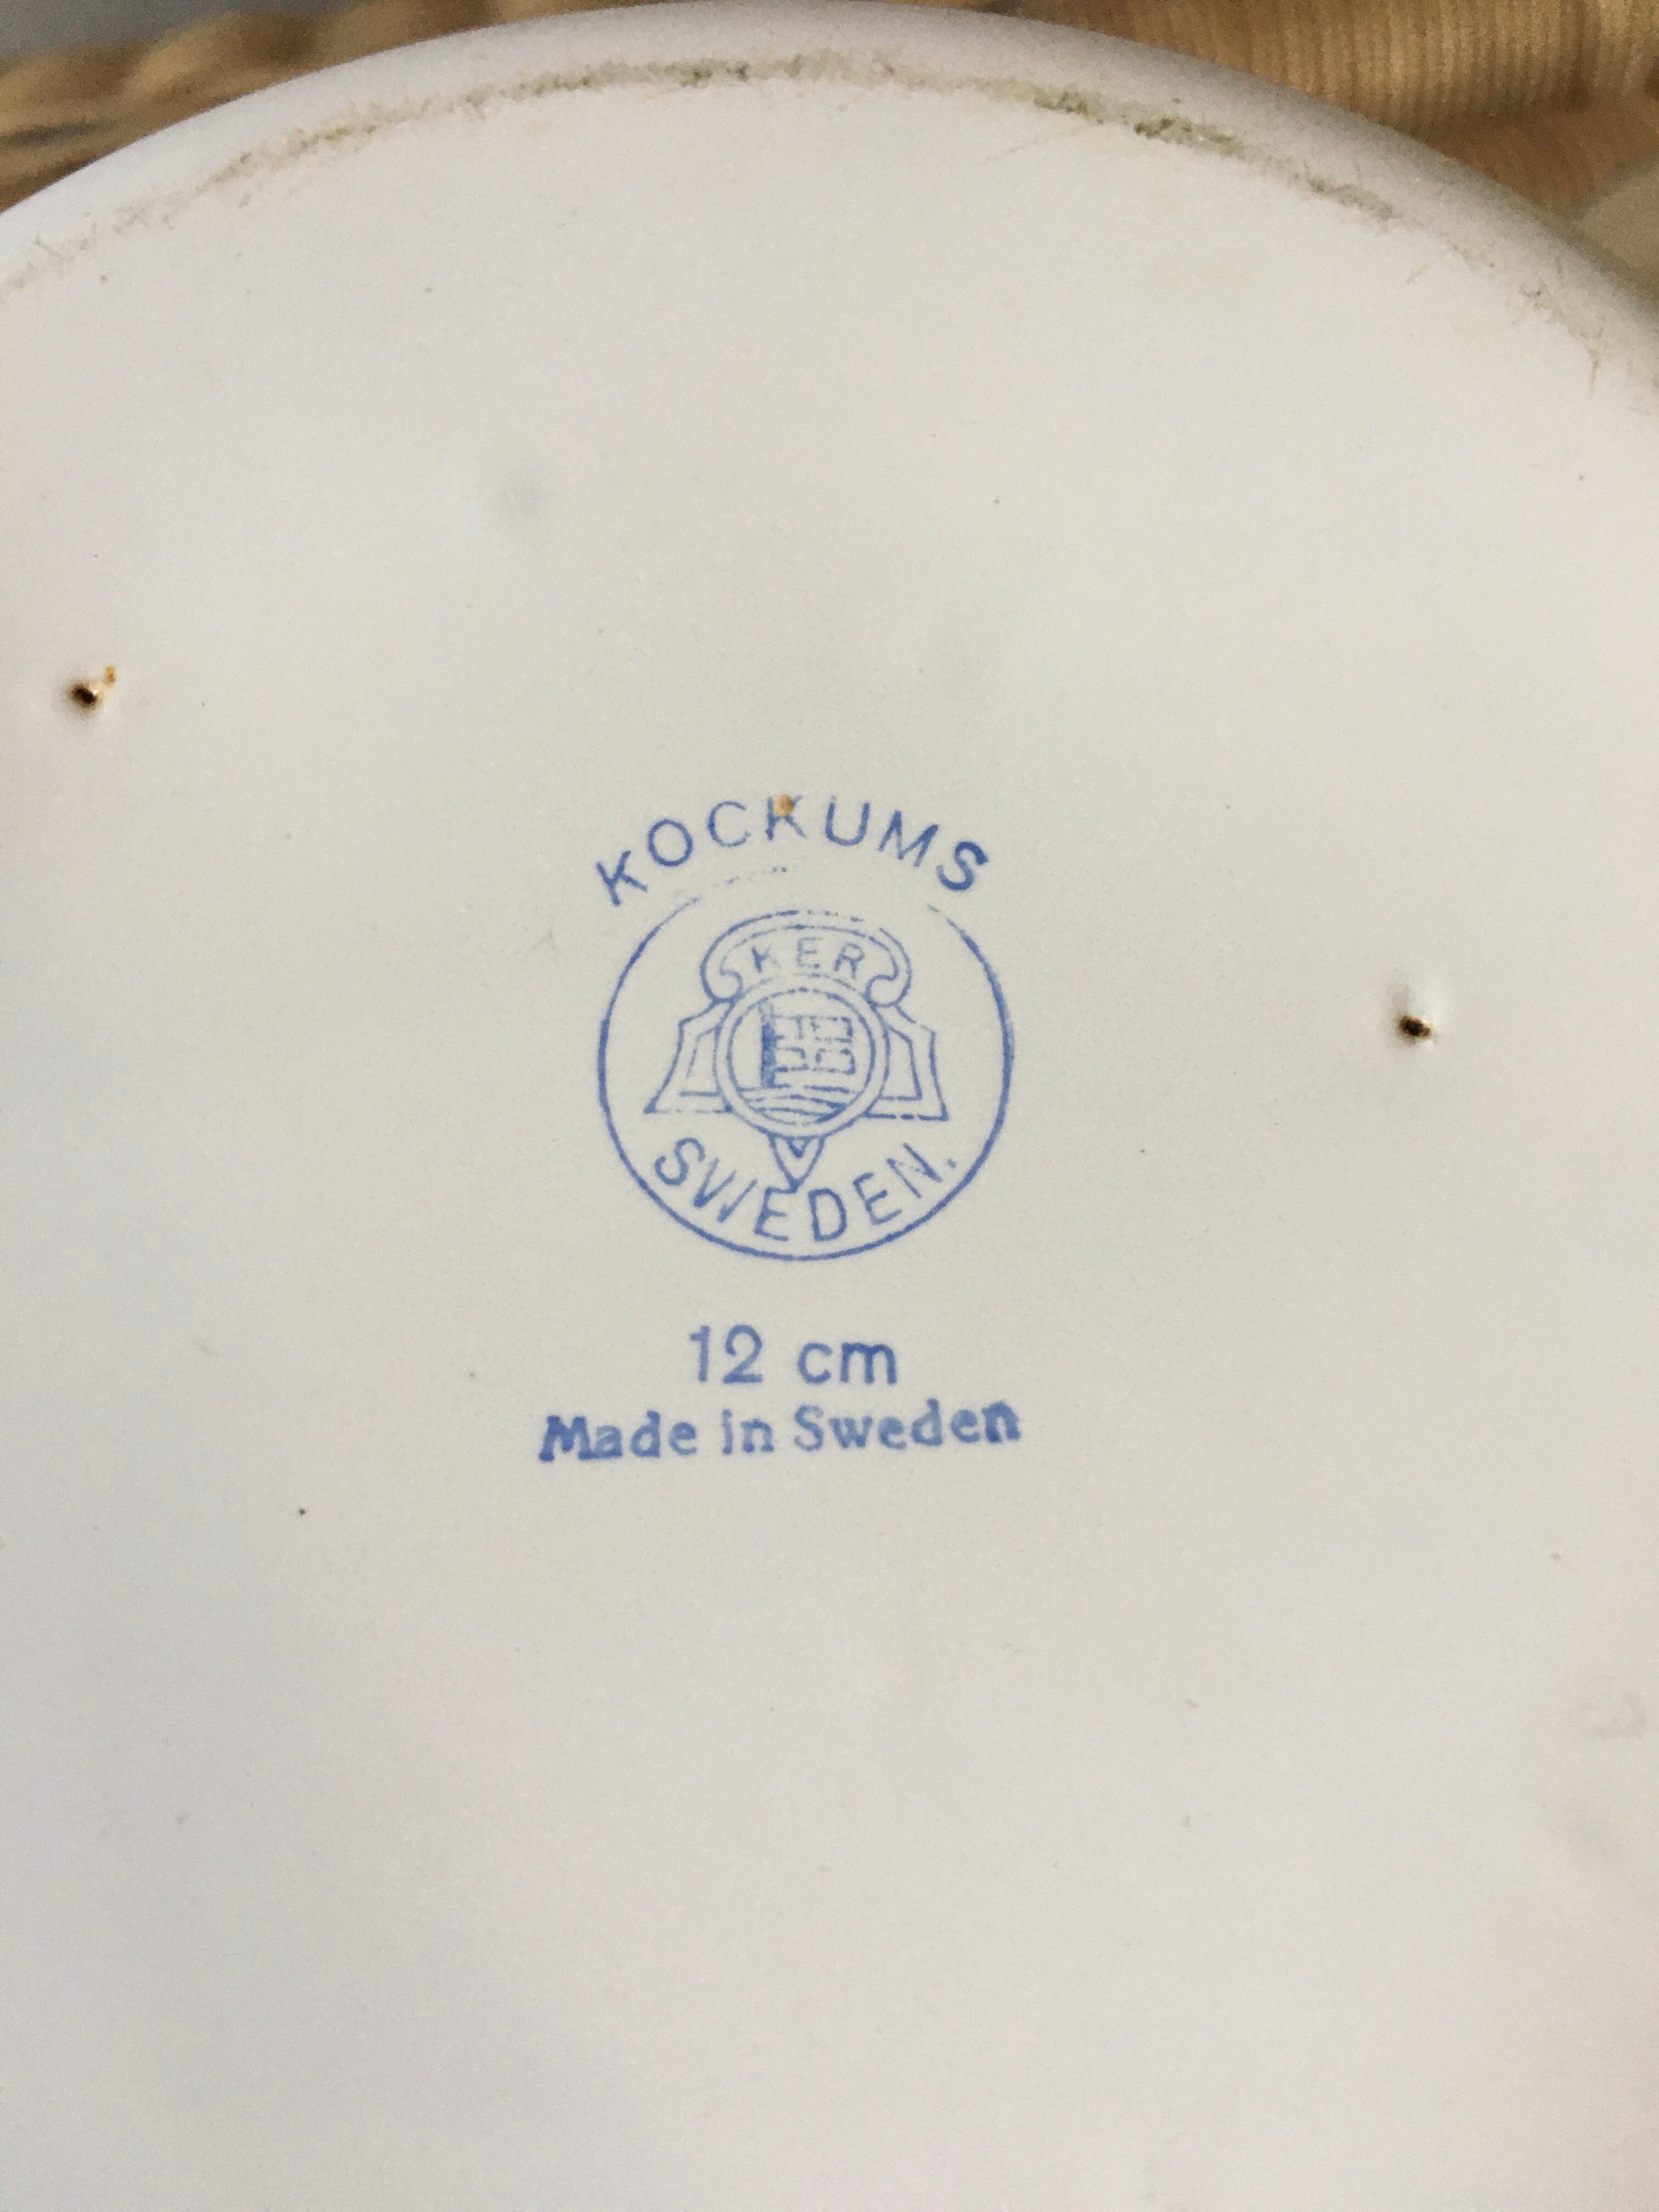 KOCKUMS
KER
SWEDEN.
12 cm
Made in Sweden